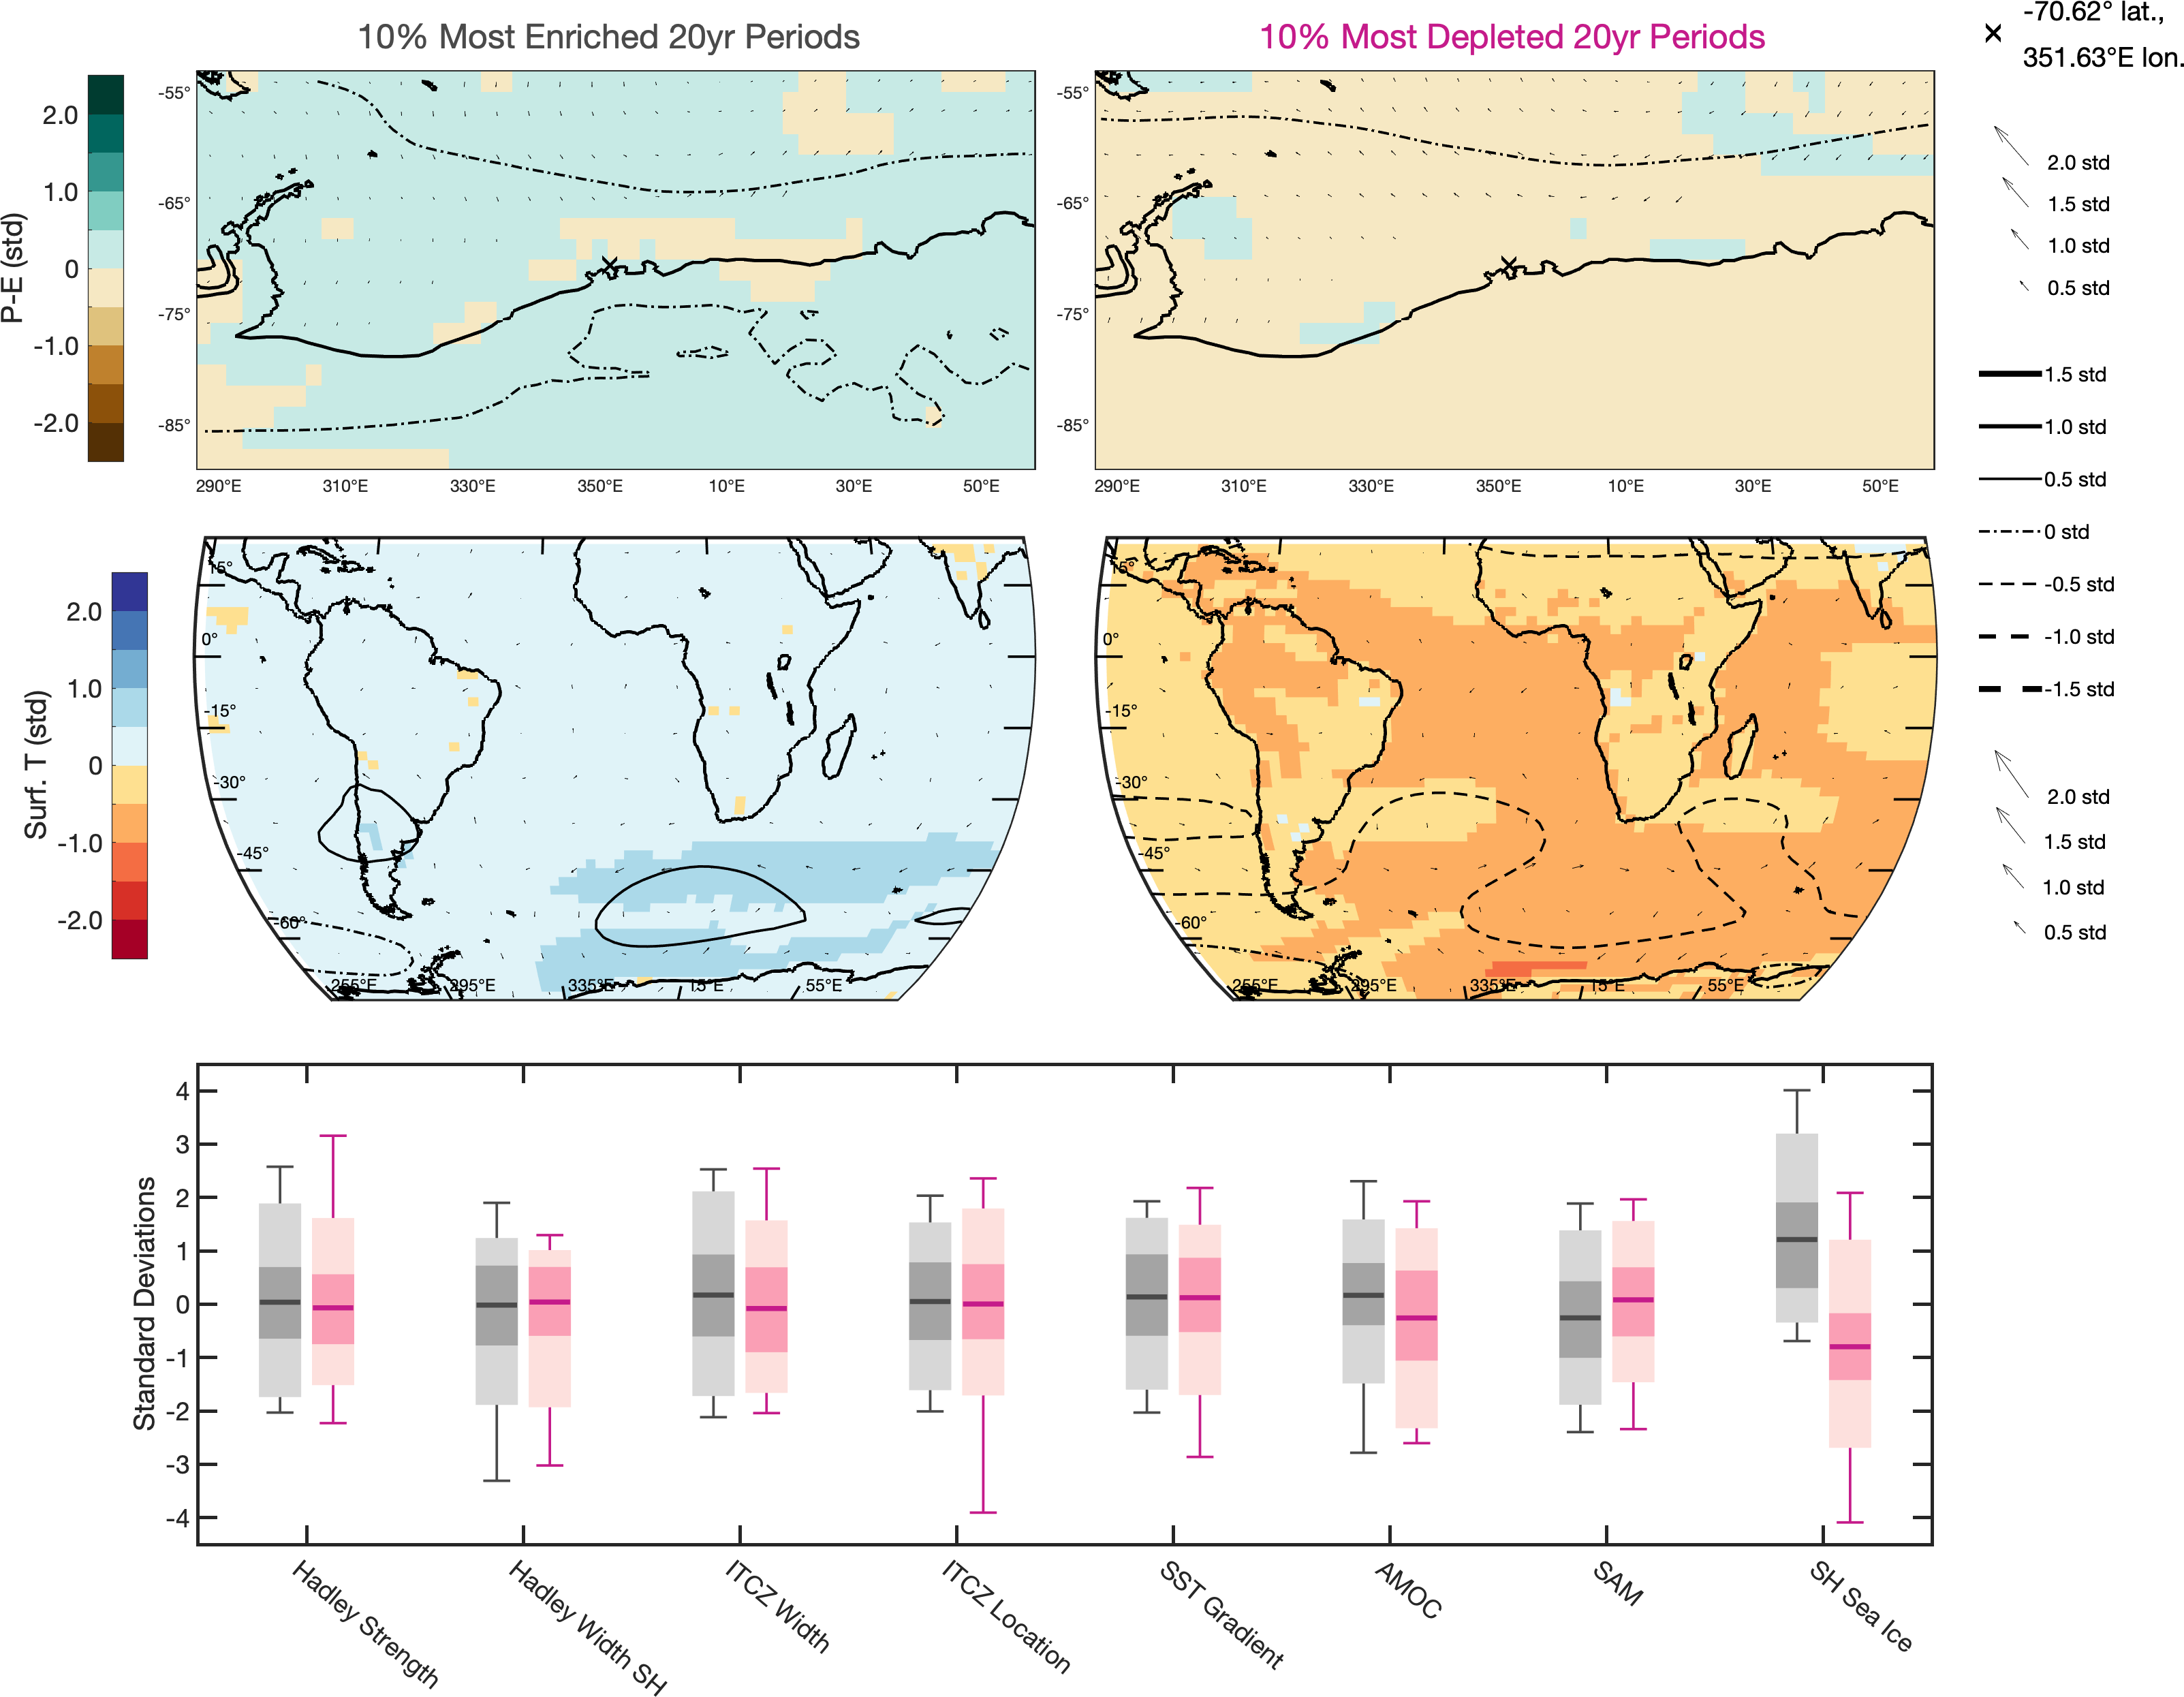 10% Most Enriched 20yr Periods
10% Most Depleted 20yr Periods
-70.62° lat.,
351.63°E lon.
P-E (std)
2.0
1.0
0
-1.0
-2.0
-55°
-65°
-75°
-85°
290°E
310°E
330°E
350°E
10°E
30°E
50°E
-55°
-65°
-75°
-85°
290°E
310°E
330°E
350°E
10°E
30°E
50°E
2.0 std
1.5 std
1.0 std
0.5 std
1.5 std
1.0 std
0.5 std
0 std
-0.5 std
-1.0 std
-1.5 std
Surf. T (std)
2.0
1.0
0
-1.0
-2.0
15°
0°
-15°
-30°
-45°
-60°
255°E
295°E
335°E
15°E
55°E
15°
0°
-15°
-30°
-45°
-60°
255°E
295°E
335°E
15°E
55°E
2.0 std
1.5 std
1.0 std
0.5 std
Standard Deviations
4
3
2
1
0
-1
-2
-3
-4
Hadley Strength
Hadley Width SH
ITCZ Width
ITCZ Location
SST Gradient
AMOC
SAM
SH Sea Ice